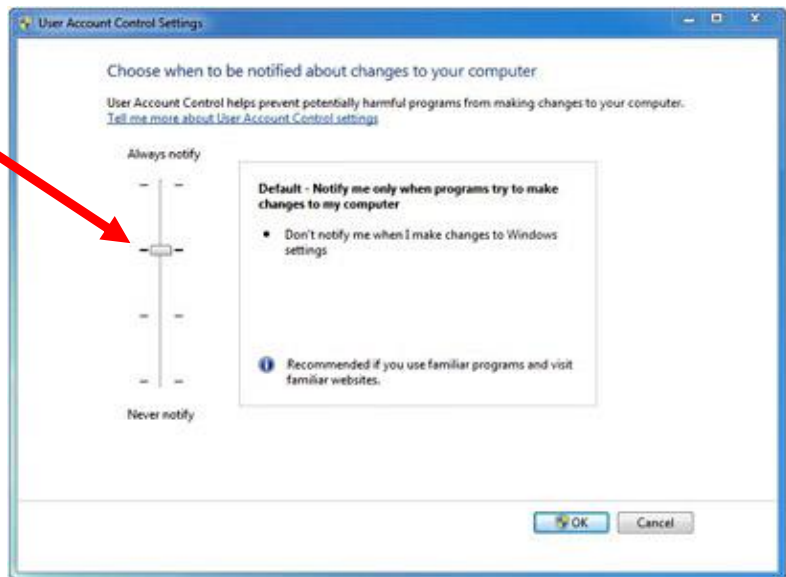 User Account Control Settings
Choose when to be notified about changes to your computer
User Account Control helps prevent potentially harmful programs from making changes to your computer.
Tell me more about User Account Control settings
Always notify
Default - Notify me only when programs try to make
changes to my computer
• Don't notify me when I make changes to Windows
settings
Recommended if you use familiar programs and visit
familiar websites.
Never notify
OK Cancel